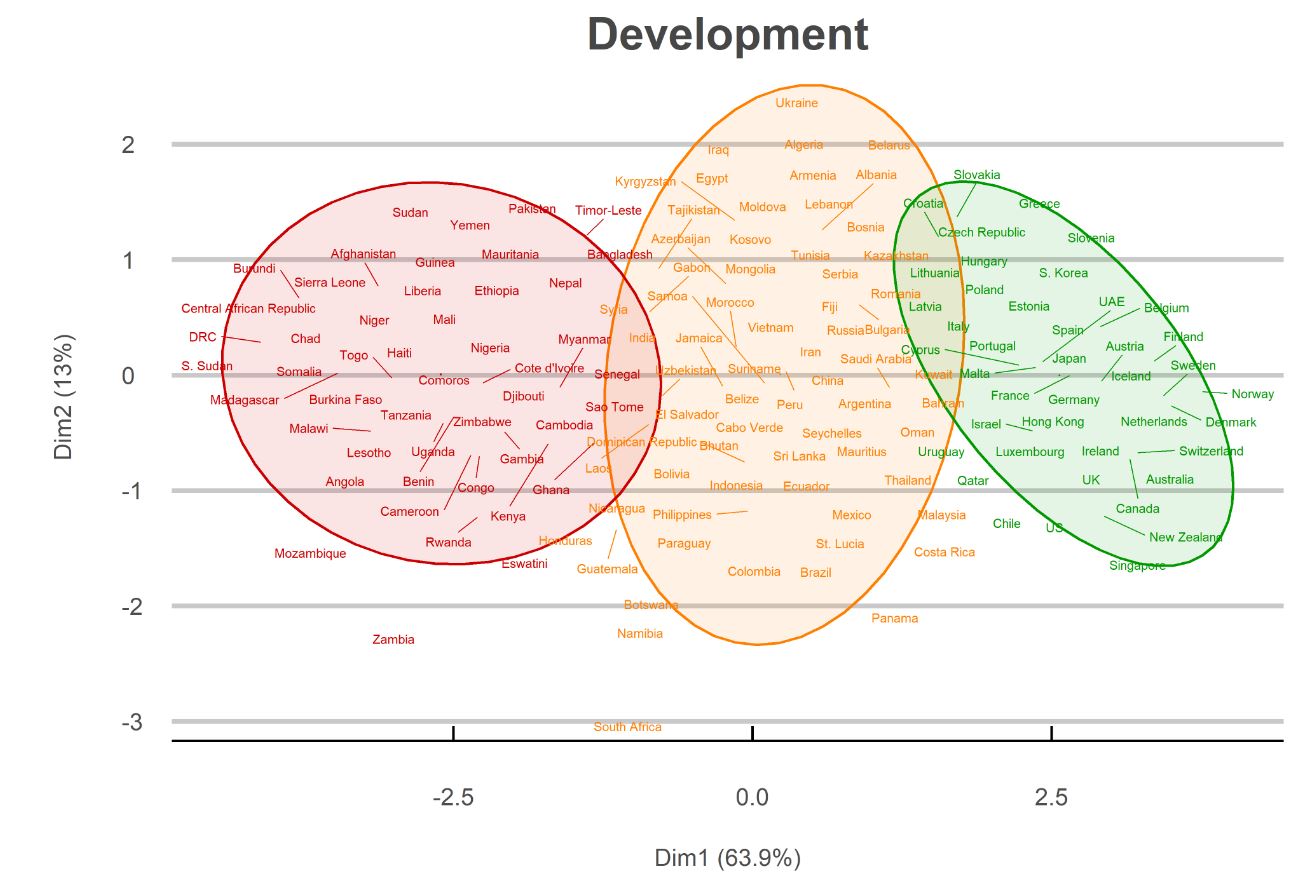 Development
Ukraine
2
Iraq
Algeria
Belarus
Kyrgyzstan
Egypt
Armenia
Albania
Slovakia
Sudan
Pakistan
Timor-Leste
Tajikistan
Moldova
Lebanon
Croatia
Greece
Yemen
Bosnia
Czech Republic
Azerbaijan
Kosovo
Slovenia
1
Afghanistan
Mauritania
Bangladesh
Tunisia
Kazakhstan
Burundi
Guinea
Gabon
Mongolia
Serbia
Hungary
Lithuania
S. Korea
Sierra Leone
Liberia
Ethiopia
Nepal
Samoa
Morocco
Romania
Poland
Central African Republic
Syria
Fiji
Latvia
Estonia
UAE
Belgium
Niger
Mali
Vietnam
Russia
Bulgaria
Italy
Spain
DRC
Chad
Myanmar
India
Jamaica
Cyprus
Portugal
Austria
Finland
Togo
Haiti
Nigeria
Iran
Saudi Arabia
Japan
S. Sudan
Somalia
Cote d'Ivoire
Senegal
Uzbekistan
Suriname
Kuwait
Malta
Iceland
Sweden
0
Comoros
China
Madagascar
Burkina Faso
Djibouti
Sao Tome
Belize
Peru
Argentina
Bahrain
France
Germany
Norway
Tanzania
Zimbabwe
Cambodia
El Salvador
Cabo Verde
Seychelles
Oman
Israel
Hong Kong
Netherlands
Denmark
Malawi
Dominican Republic
Bhutan
Lesotho
Uganda
Gambia
Laos
Sri Lanka
Mauritius
Uruguay
Luxembourg
Ireland
Switzerland
Angola
Benin
Congo
Ghana
Bolivia
Indonesia
Ecuador
Thailand
Qatar
UK
Australia
-1
Cameroon
Kenya
Nicaragua
Philippines
Mexico
Malaysia
Chile
US
Canada
Rwanda
Honduras
Paraguay
St. Lucia
Costa Rica
New Zealand
Mozambique
Eswatini
Guatemala
Colombia
Brazil
Singapore
-2
Botswana
Panama
Zambia
Namibia
-3
South Africa
-2.5
0.0
2.5
Dim1 (63.9%)
Dim2 (13%)